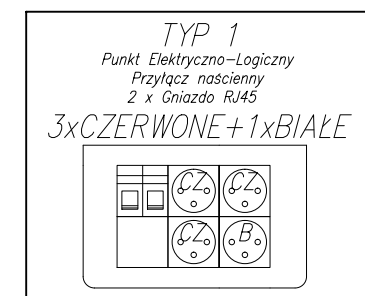 TYP 1
Punkt Elektryczno-Logiczny
Przyłącz naścienny
2 x Gniazdo RJ45
3xCZERWONE+1xBIAŁE
CZ CZ
CZ B